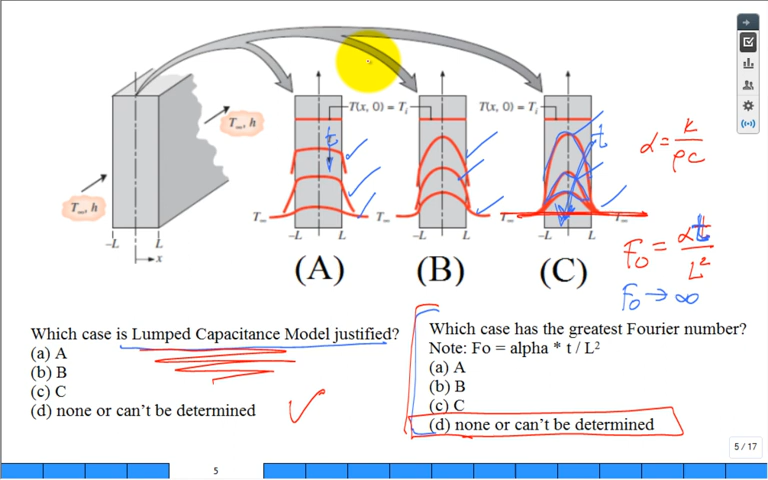 T(x, 0) = Tᵢ
T(x, 0) = Tᵢ
t
t
α = k / ρc
T∞, h
T∞, h
T∞
T∞
T∞
T∞
-L
L
x
-L
L
-L
L
-L
L
(A)
(B)
(C)
Fo = αt / L²
Fo → ∞
Which case is Lumped Capacitance Model justified?
(a) A
(b) B
(c) C
(d) none or can't be determined
Which case has the greatest Fourier number?
Note: Fo = alpha * t / L²
(a) A
(b) B
(c) C
(d) none or can't be determined
5 / 17
5